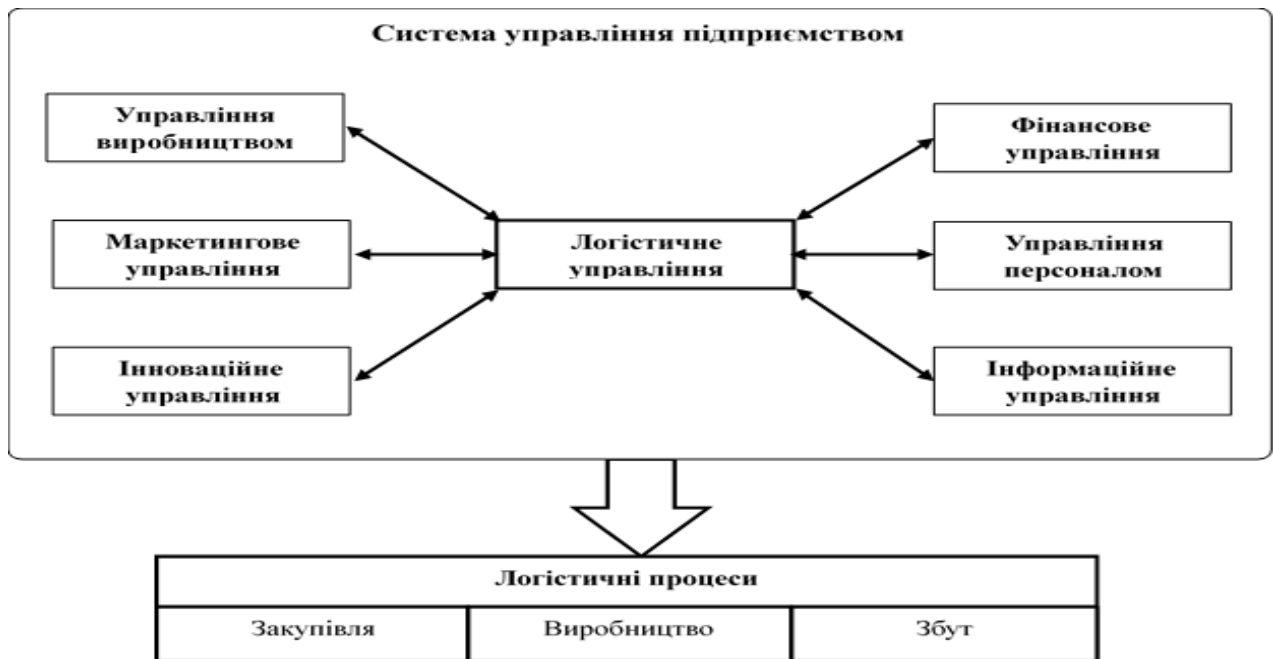 Система управління підприємством
Управління
виробництвом
Фінансове
управління
Маркетингове
управління
Логістичне
управління
Управління
персоналом
Інноваційне
управління
Інформаційне
управління
Логістичні процеси
Закупівля
Виробництво
Збут